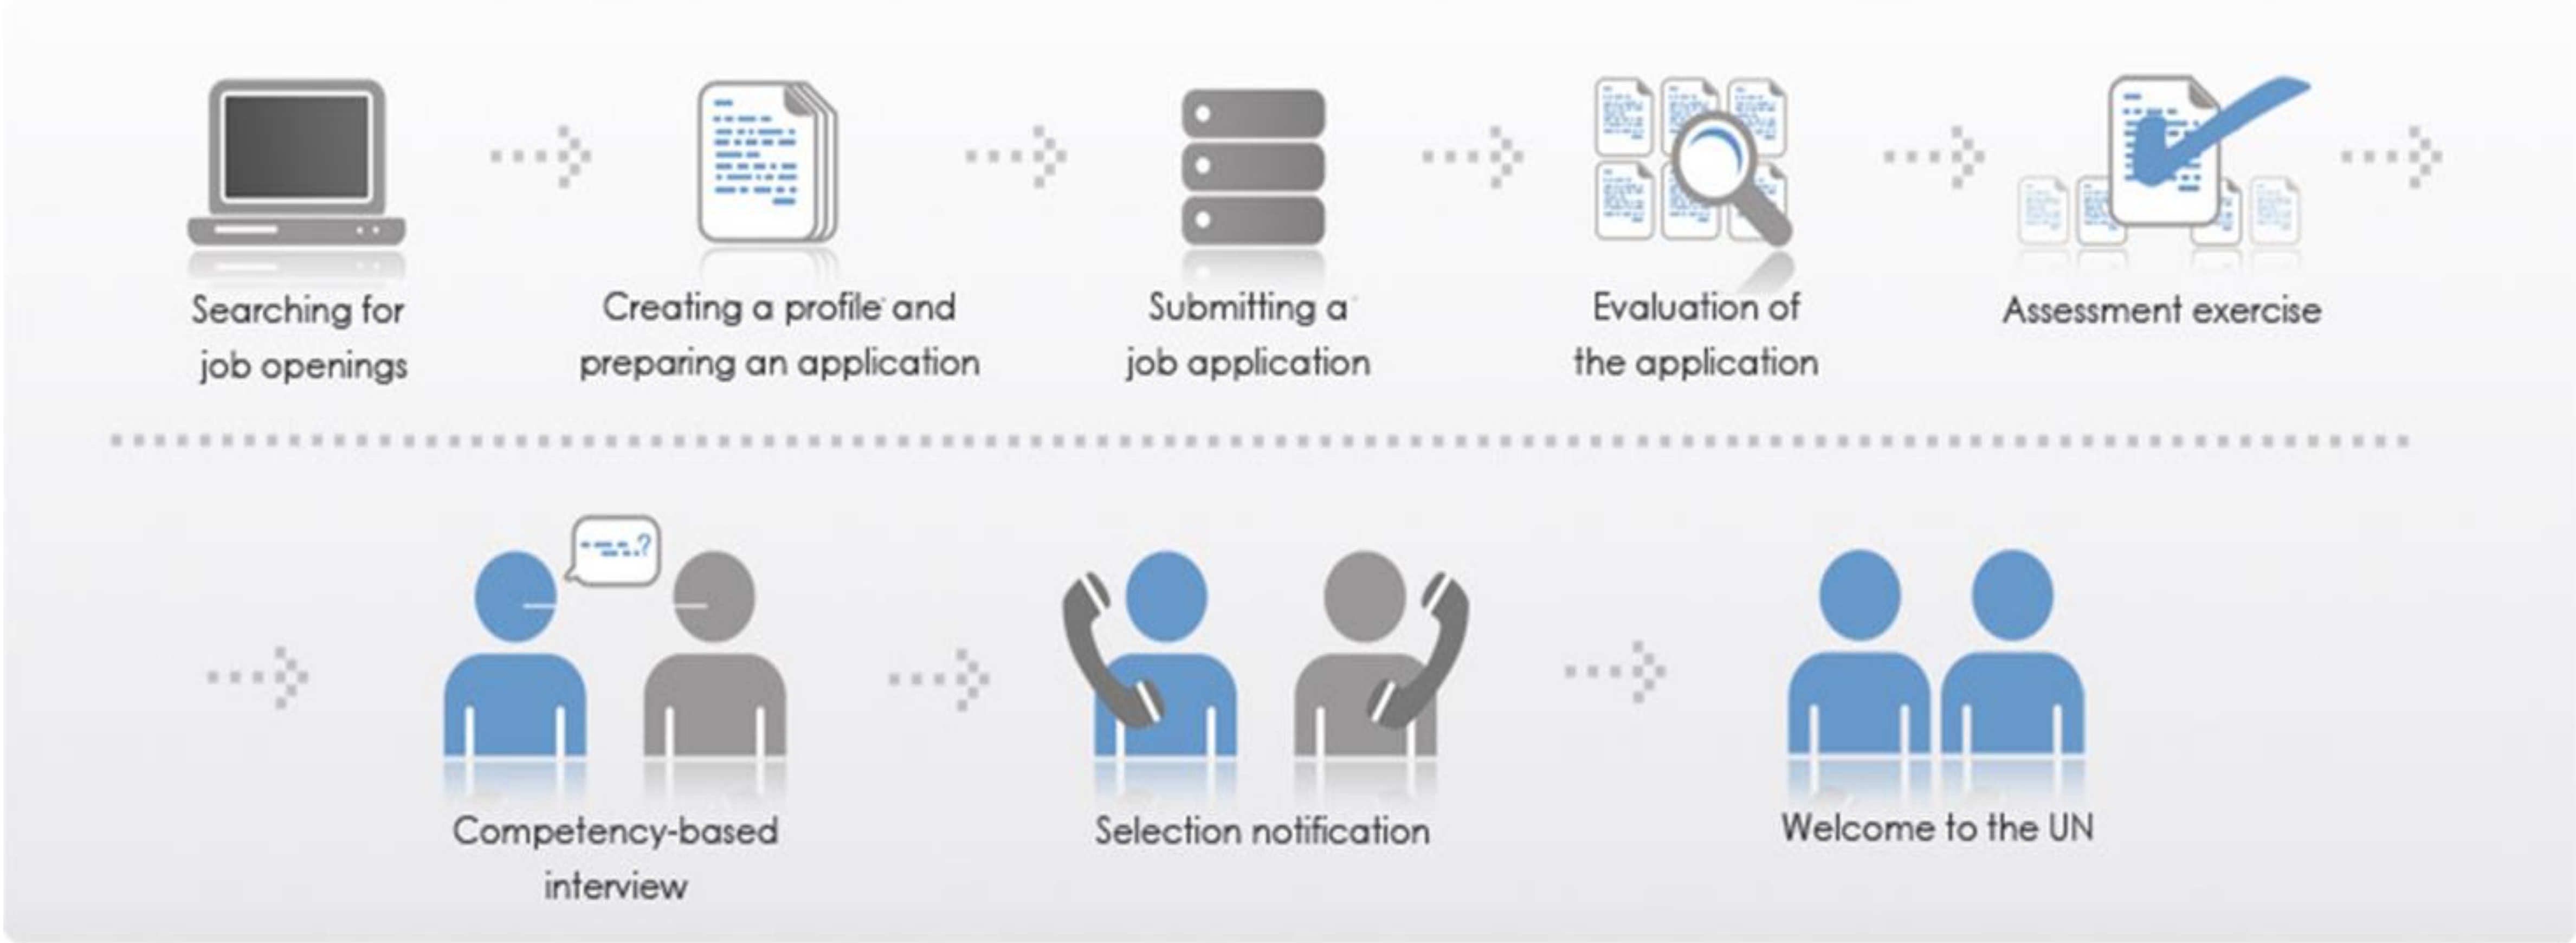 Searching for
job openings
Creating a profile and
preparing an application
Submitting a
job application
Evaluation of
the application
Assessment exercise
?
Competency-based
interview
Selection notification
Welcome to the UN